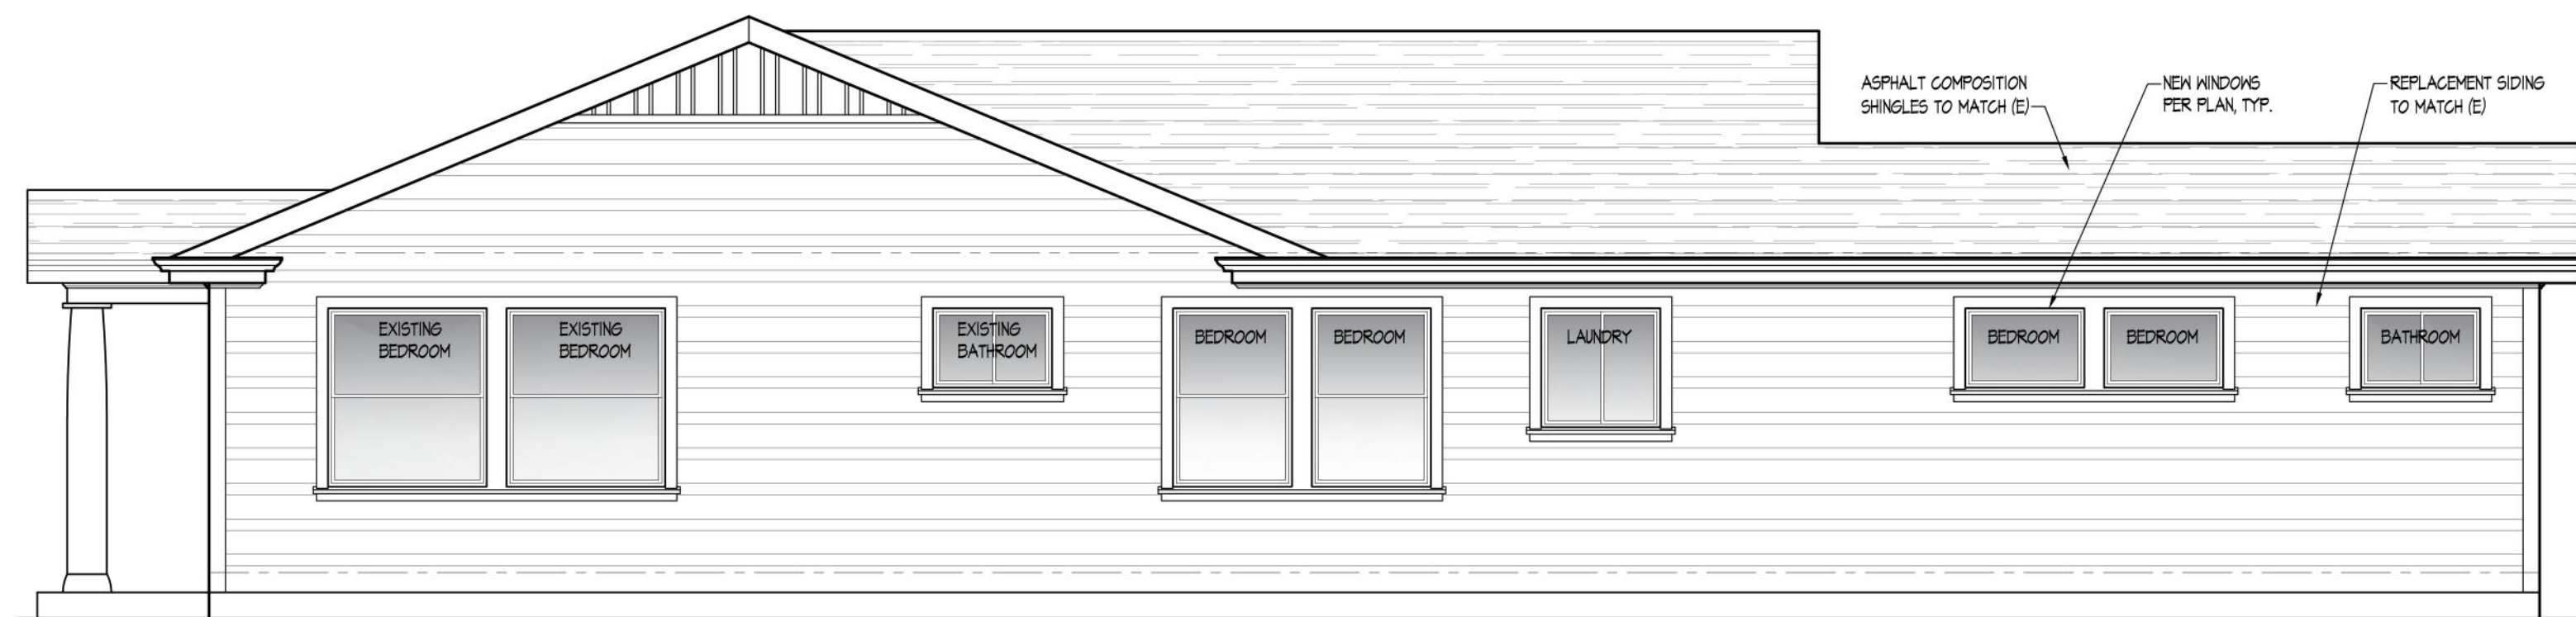 ASPHALT COMPOSITION
SHINGLES TO MATCH (E)
NEW WINDOWS
PER PLAN, TYP.
REPLACEMENT SIDING
TO MATCH (E)
EXISTING
BEDROOM
EXISTING
BEDROOM
EXISTING
BATHROOM
BEDROOM
BEDROOM
LAUNDRY
BEDROOM
BEDROOM
BATHROOM